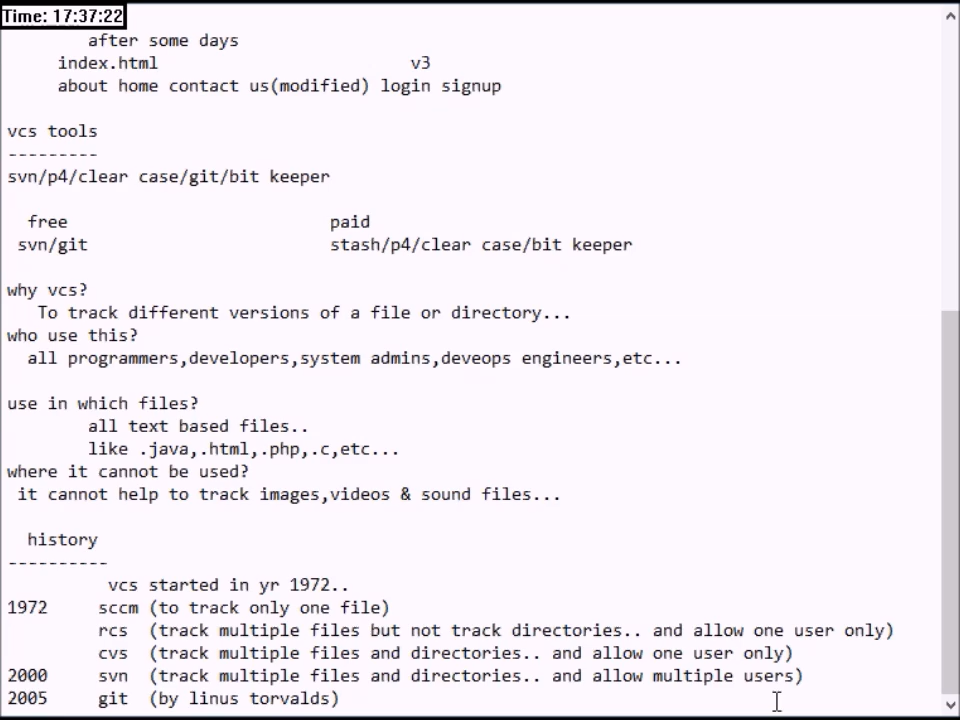 Time: 17:37:22
after some days
index.html v3
about home contact us(modified) login signup
vcs tools
---------
svn/p4/clear case/git/bit keeper
free paid
svn/git stash/p4/clear case/bit keeper
why vcs?
To track different versions of a file or directory...
who use this?
all programmers,developers,system admins,deveops engineers,etc...
use in which files?
all text based files..
like .java,.html,.php,.c,etc...
where it cannot be used?
it cannot help to track images,videos & sound files...
history
----------
vcs started in yr 1972..
1972 sccm (to track only one file)
rcs (track multiple files but not track directories.. and allow one user only)
cvs (track multiple files and directories.. and allow one user only)
2000 svn (track multiple files and directories.. and allow multiple users)
2005 git (by linus torvalds)